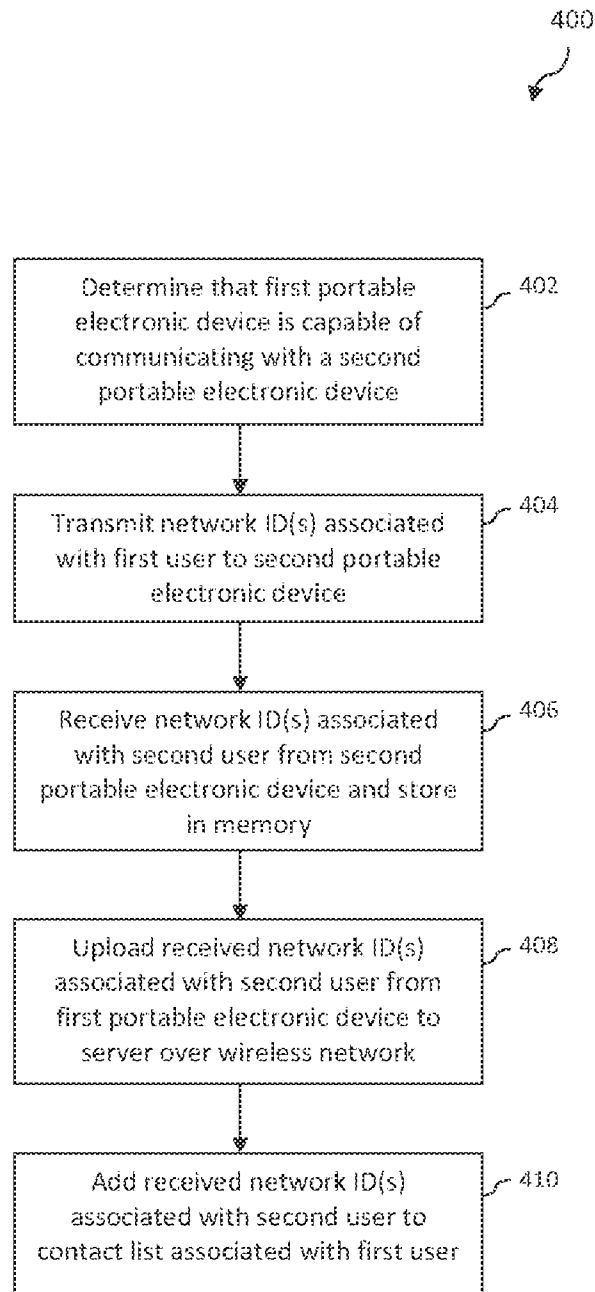 400
Determine that first portable
electronic device is capable of
communicating with a second
portable electronic device
402
Transmit network ID(s) associated
with first user to second portable
electronic device
404
Receive network ID(s) associated
with second user from second
portable electronic device and store
in memory
406
Upload received network ID(s)
associated with second user from
first portable electronic device to
server over wireless network
408
Add received network ID(s)
associated with second user to
contact list associated with first user
410